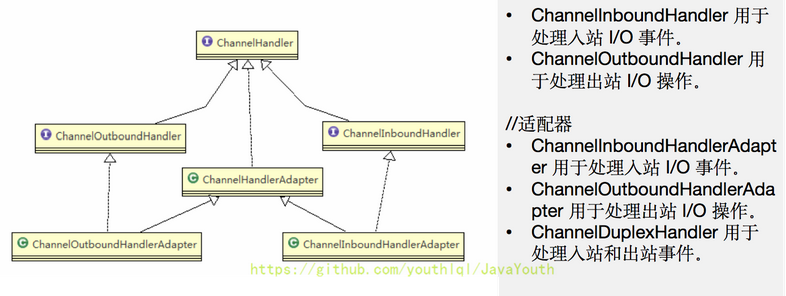 ChannelHandler
ChannelOutboundHandler
ChannelInboundHandler
ChannelHandlerAdapter
ChannelOutboundHandlerAdapter
ChannelInboundHandlerAdapter
https://github.com/youthlql/JavaYouth
• ChannelInboundHandler 用于
处理入站 I/O 事件。
• ChannelOutboundHandler 用
于处理出站 I/O 操作。
//适配器
• ChannelInboundHandlerAdapt
er 用于处理入站 I/O 事件。
• ChannelOutboundHandlerAda
pter 用于处理出站 I/O 操作。
• ChannelDuplexHandler 用于
处理入站和出站事件。